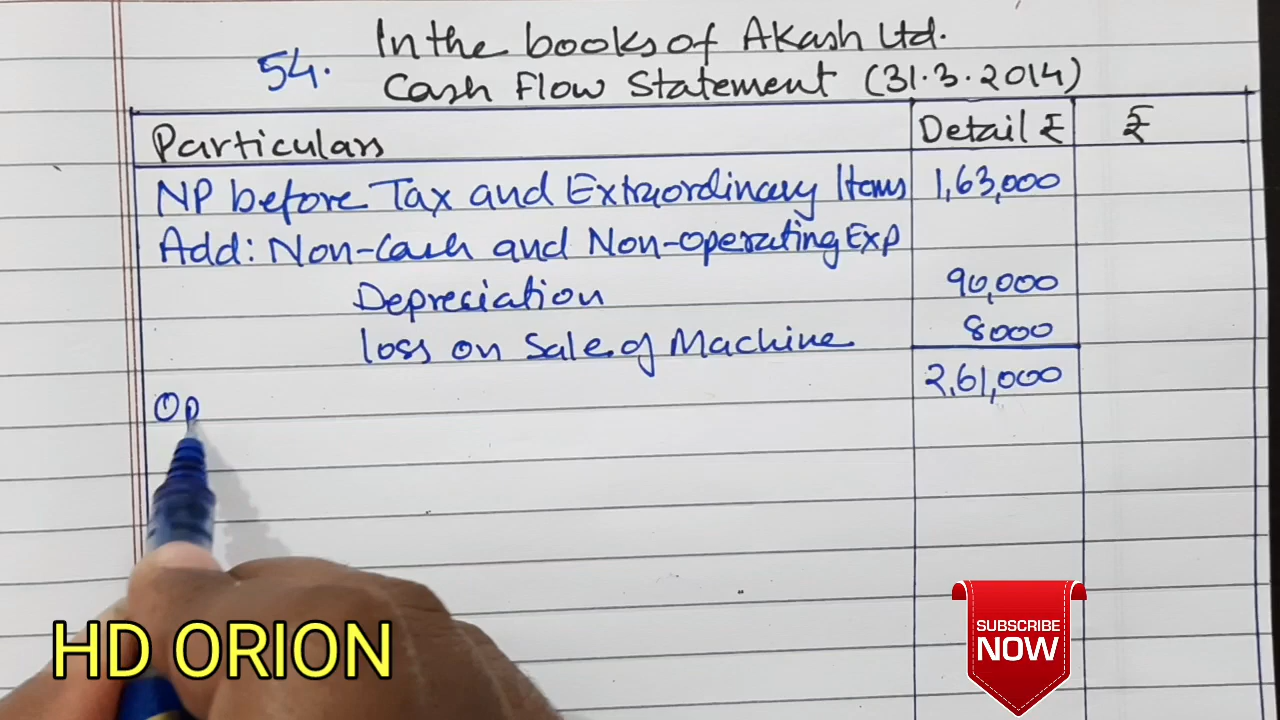 In the books of Akash Ltd.
54.
Cash Flow Statement (31.3.2014)
Particulars Detail ₹ ₹
NP before Tax and Extraordinary Items 1,63,000
Add: Non-Cash and Non-operating Exp
Depreciation 90,000
loss on Sale of Machine 8000
2,61,000
Op
HD ORION
SUBSCRIBE
NOW